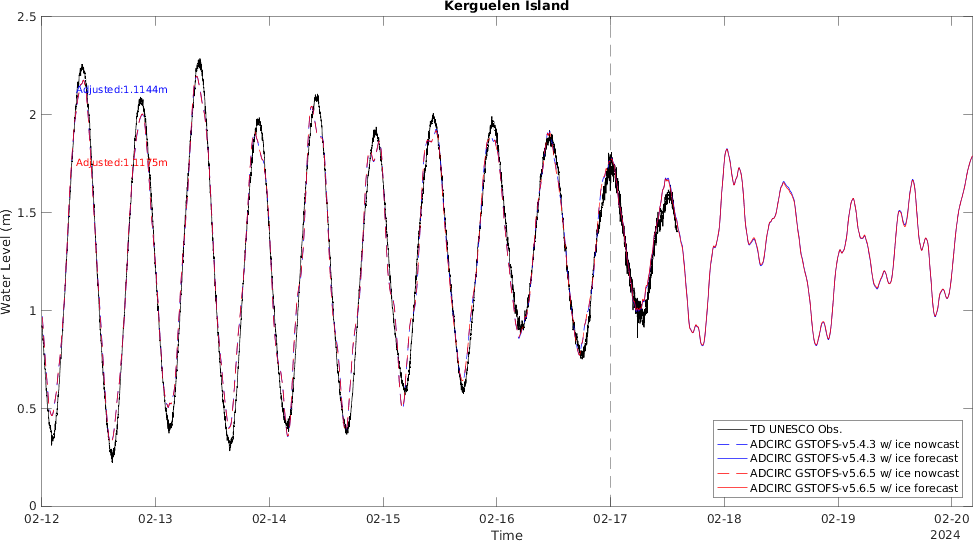 Kerguelen Island
2.5
2
1.5
1
0.5
0
Water Level (m)
Adjusted:1.1144m
Adjusted:1.1175m
TD UNESCO Obs.
ADCIRC GSTOFS-v5.4.3 w/ ice nowcast
ADCIRC GSTOFS-v5.4.3 w/ ice forecast
ADCIRC GSTOFS-v5.6.5 w/ ice nowcast
ADCIRC GSTOFS-v5.6.5 w/ ice forecast
02-12 02-13 02-14 02-15 02-16 02-17 02-18 02-19 02-20
Time
2024